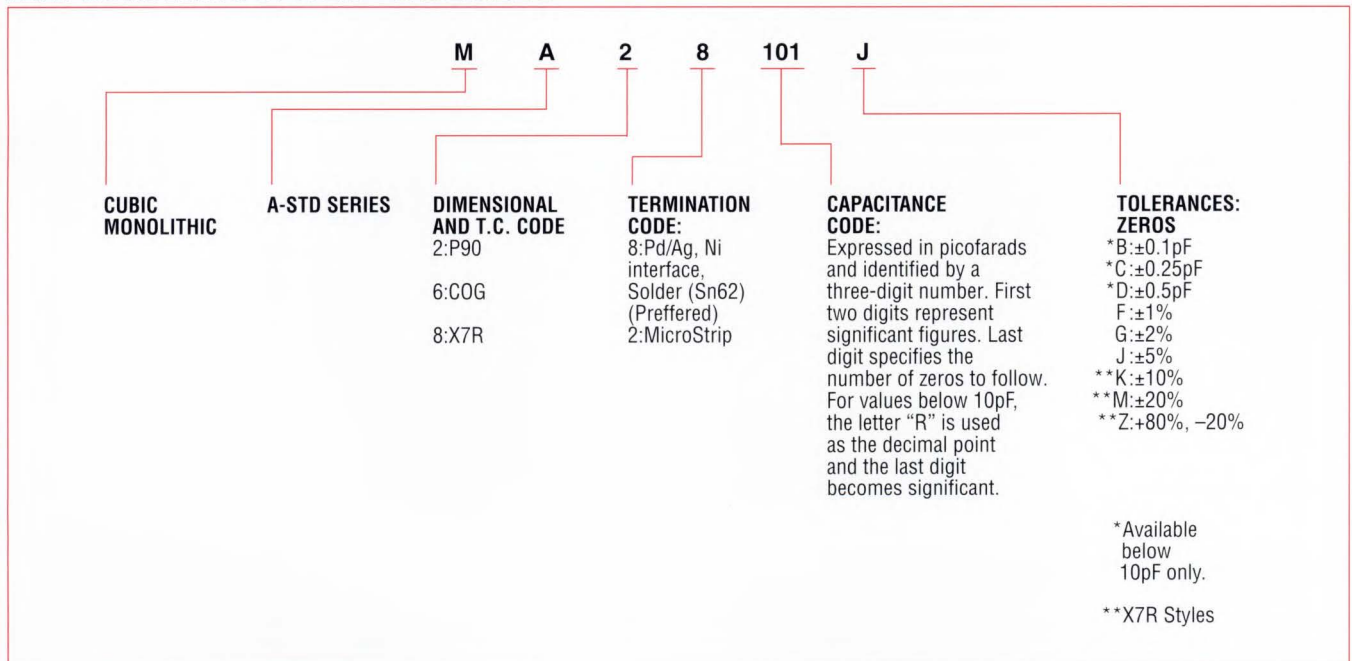 M A 2 8 101 J
CUBIC
MONOLITHIC
A-STD SERIES
DIMENSIONAL
AND T.C. CODE
2:P90
6:COG
8:X7R
TERMINATION
CODE:
8:Pd/Ag, Ni
interface,
Solder (Sn62)
(Preffered)
2:MicroStrip
CAPACITANCE
CODE:
Expressed in picofarads
and identified by a
three-digit number. First
two digits represent
significant figures. Last
digit specifies the
number of zeros to follow.
For values below 10pF,
the letter “R” is used
as the decimal point
and the last digit
becomes significant.
TOLERANCES:
ZEROS
*B:±0.1pF
*C:±0.25pF
*D:±0.5pF
F:±1%
G:±2%
J:±5%
**K:±10%
**M:±20%
**Z:+80%, –20%
*Available
below
10pF only.
**X7R Styles